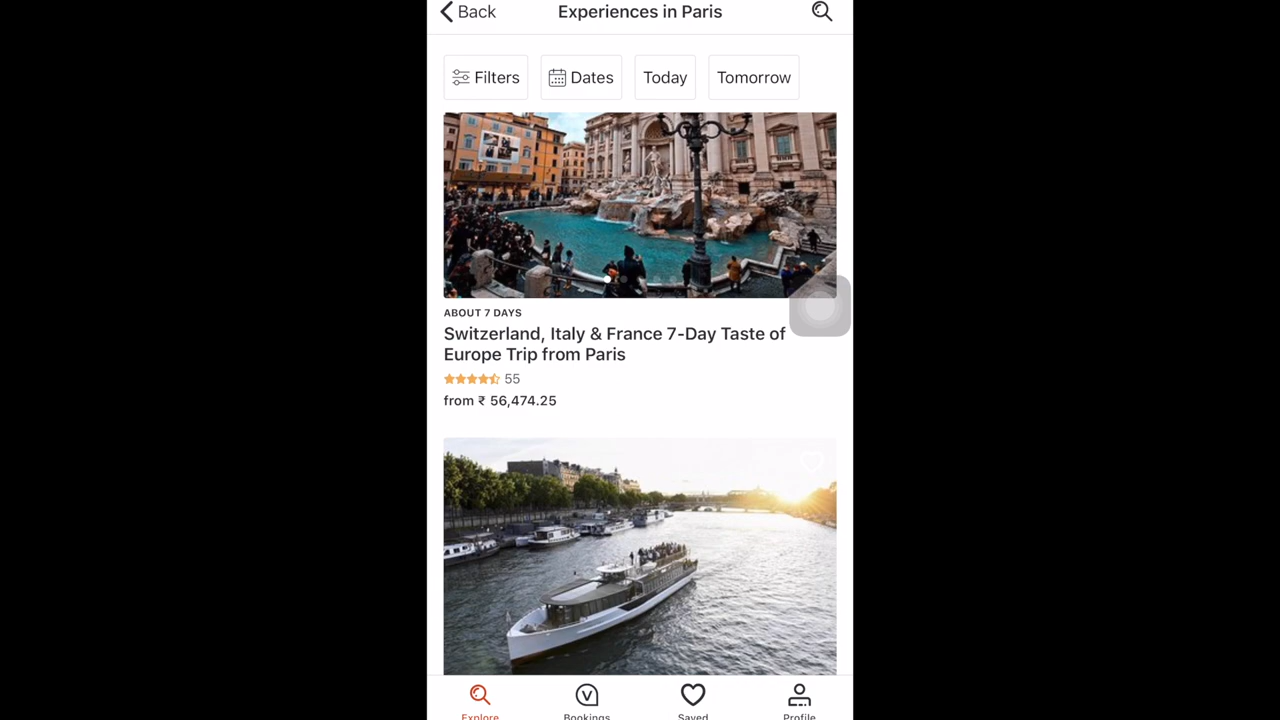 Back
Experiences in Paris
Filters
Dates
Today
Tomorrow
ABOUT 7 DAYS
Switzerland, Italy & France 7-Day Taste of
Europe Trip from Paris
55
from ₹ 56,474.25
Explore
Bookings
Saved
Profile